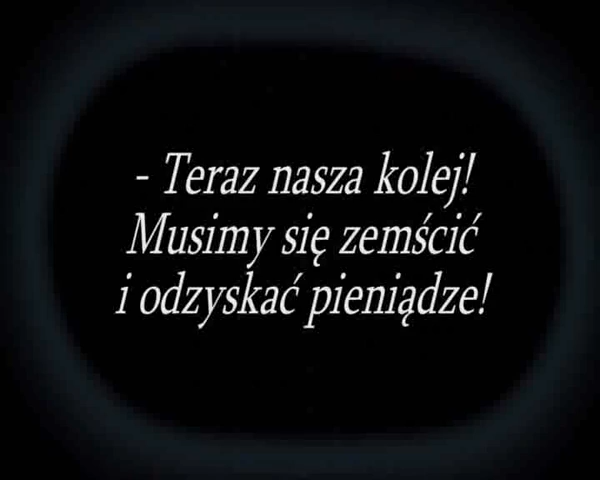 - Teraz nasza kolej!
Musimy się zemścić
i odzyskać pieniądze!